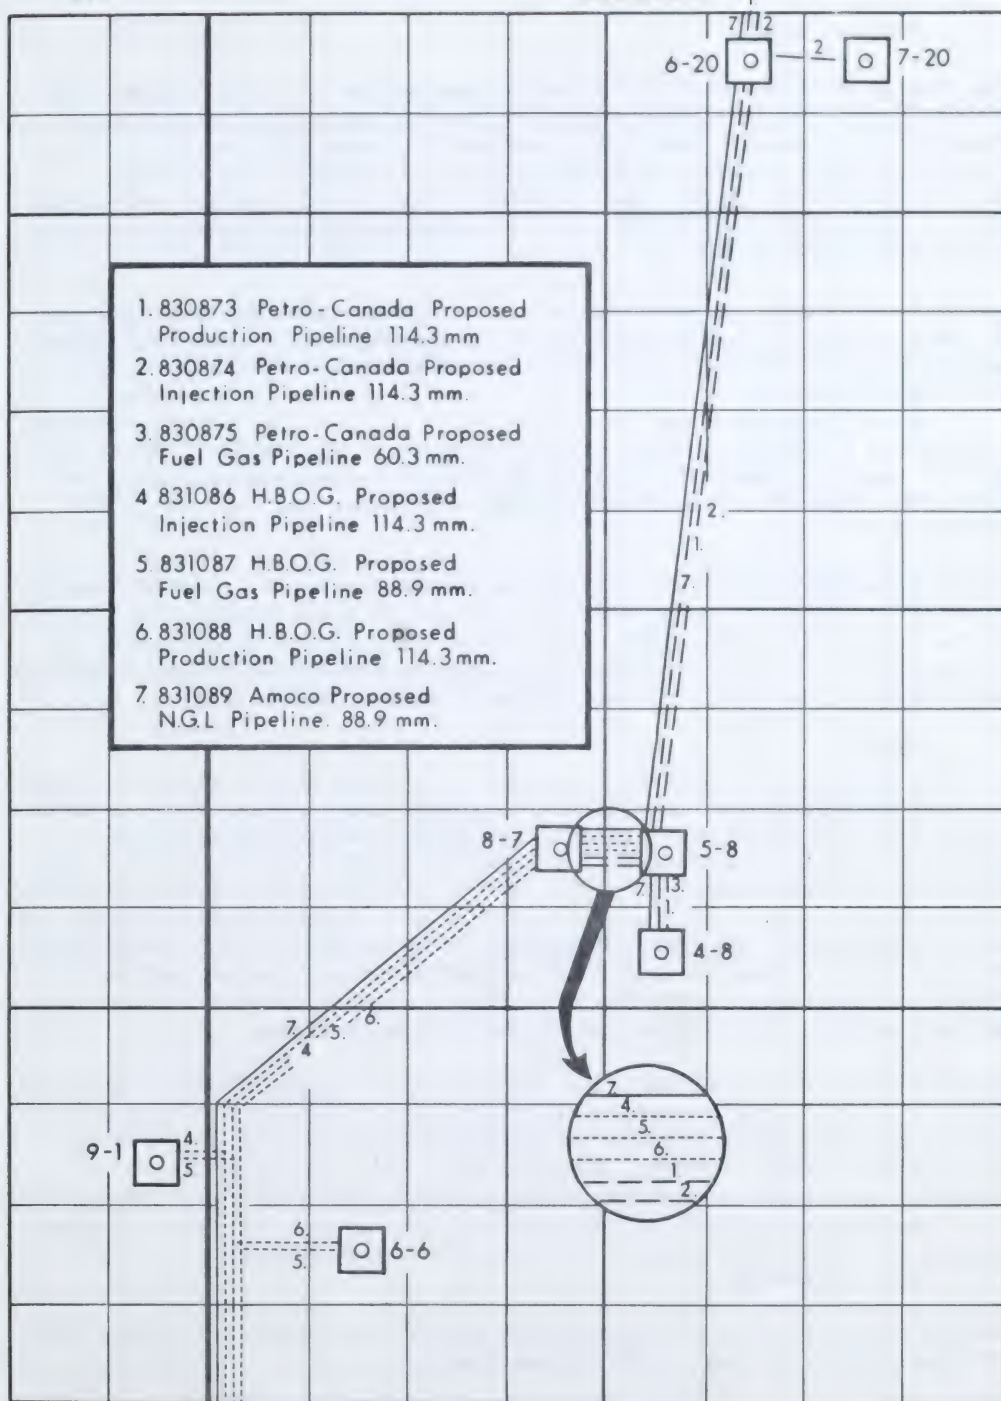 7 2
6-20
2
7-20
1. 830873 Petro-Canada Proposed
Production Pipeline 114.3 mm
2. 830874 Petro-Canada Proposed
Injection Pipeline 114.3 mm.
3. 830875 Petro-Canada Proposed
Fuel Gas Pipeline 60.3 mm.
4 831086 H.B.O.G. Proposed
Injection Pipeline 114.3 mm.
5. 831087 H.B.O.G. Proposed
Fuel Gas Pipeline 88.9 mm.
6. 831088 H.B.O.G. Proposed
Production Pipeline 114.3 mm.
7. 831089 Amoco Proposed
N.G.L Pipeline. 88.9 mm.
2.
1.
7.
8-7
5-8
7. 3.
4-8
7. 4 5. 6.
7.
4.
5.
6.
1
2.
9-1
4.
5
6.
5.
6-6